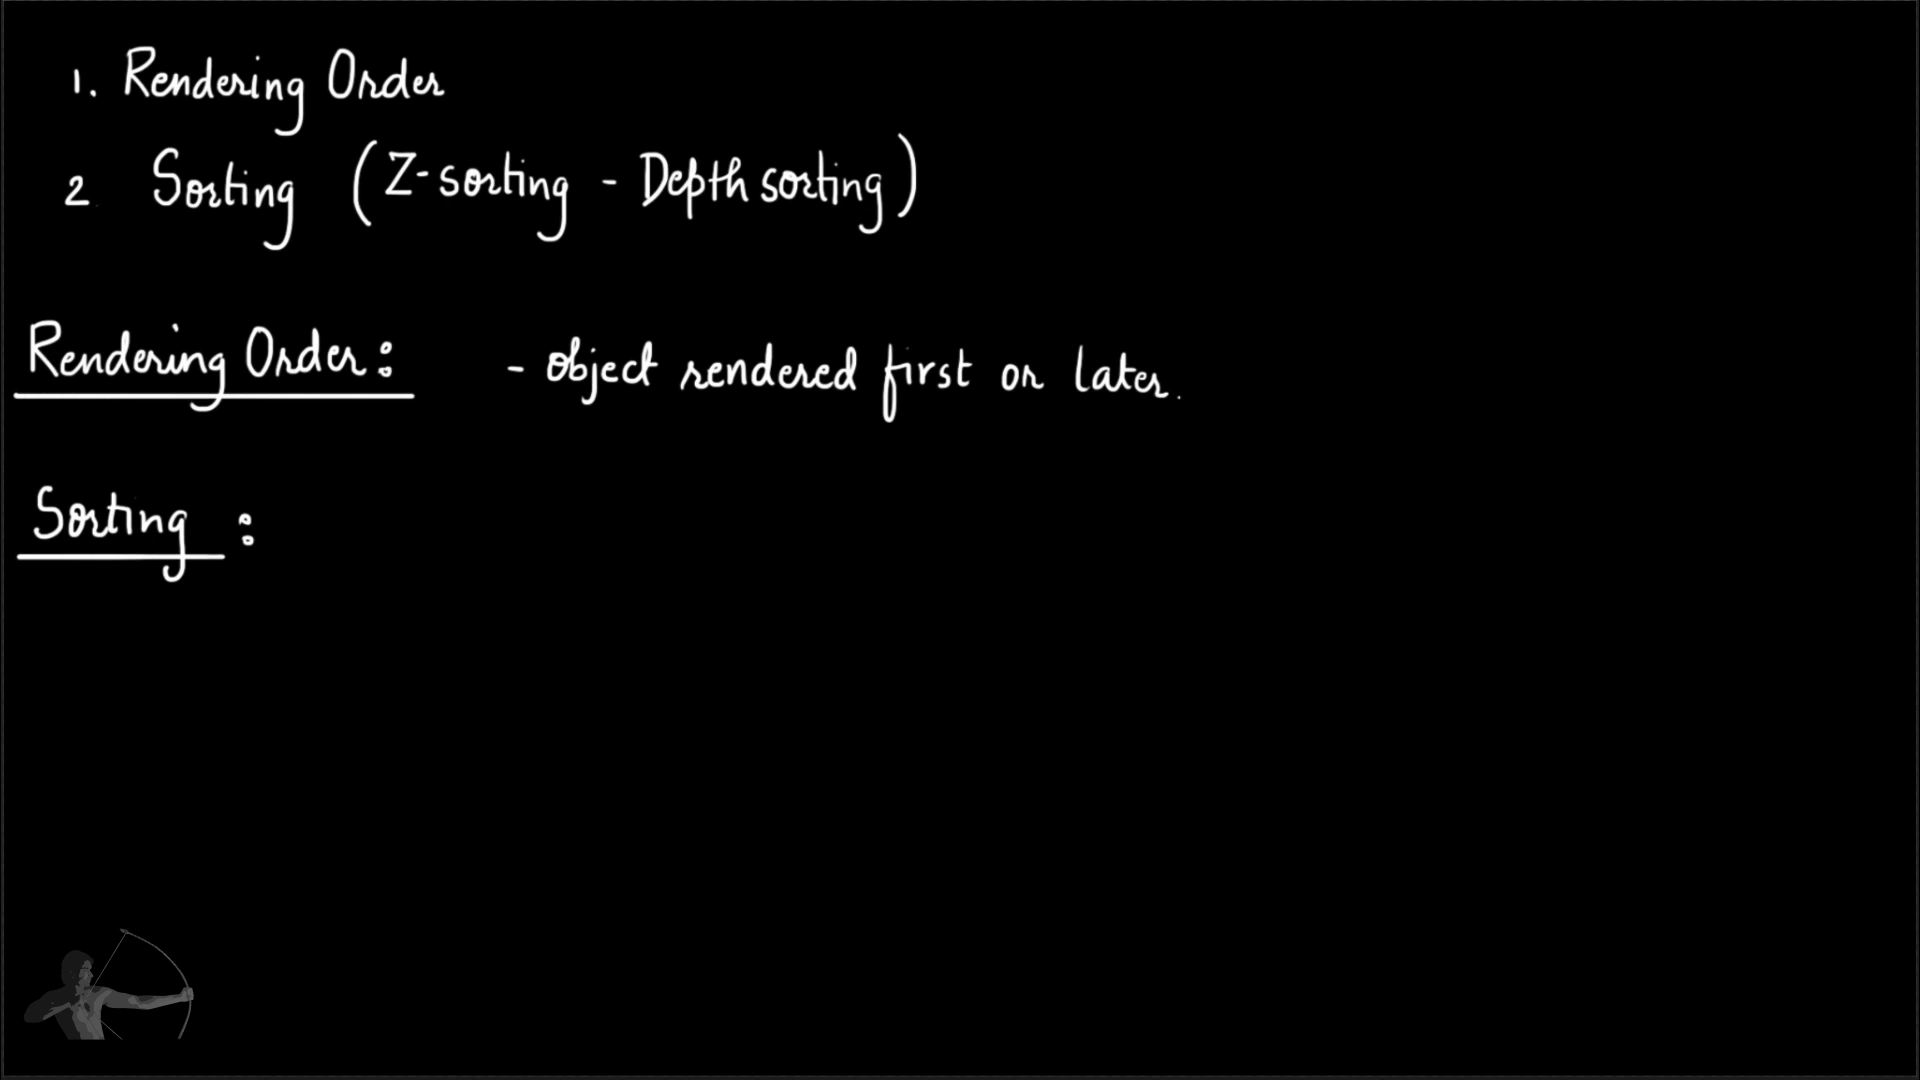 1. Rendering Order
2 Sorting (Z-sorting - Depth sorting)
Rendering Order: - object rendered first or later.
Sorting :